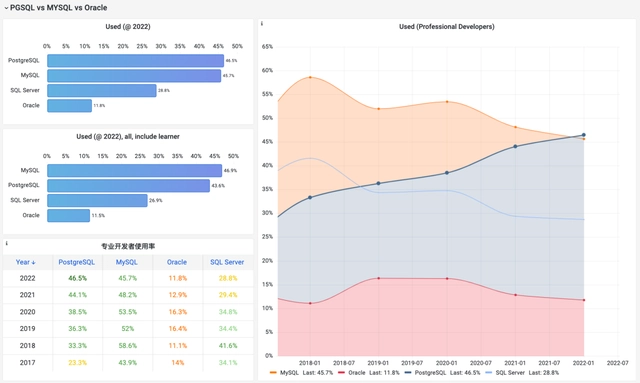 PGSQL vs MYSQL vs Oracle
Used (@ 2022)
0% 5% 10% 15% 20% 25% 30% 35% 40% 45% 50%
PostgreSQL 46.5%
MySQL 45.7%
SQL Server 28.8%
Oracle 11.8%
Used (@ 2022), all, include learner
0% 5% 10% 15% 20% 25% 30% 35% 40% 45% 50%
MySQL 46.9%
PostgreSQL 43.6%
SQL Server 26.9%
Oracle 11.5%
i
专业开发者使用率
Year ↓ PostgreSQL MySQL Oracle SQL Server
2022 46.5% 45.7% 11.8% 28.8%
2021 44.1% 48.2% 12.9% 29.4%
2020 38.5% 53.5% 16.3% 34.8%
2019 36.3% 52% 16.4% 34.4%
2018 33.3% 58.6% 11.1% 41.6%
2017 23.3% 43.9% 14% 34.1%
i
Used (Professional Developers)
65%
60%
55%
50%
45%
40%
35%
30%
25%
20%
15%
10%
5%
0%
2018-01 2018-07 2019-01 2019-07 2020-01 2020-07 2021-01 2021-07 2022-01 2022-07
MySQL Last: 45.7% Oracle Last: 11.8% PostgreSQL Last: 46.5% SQL Server Last: 28.8%